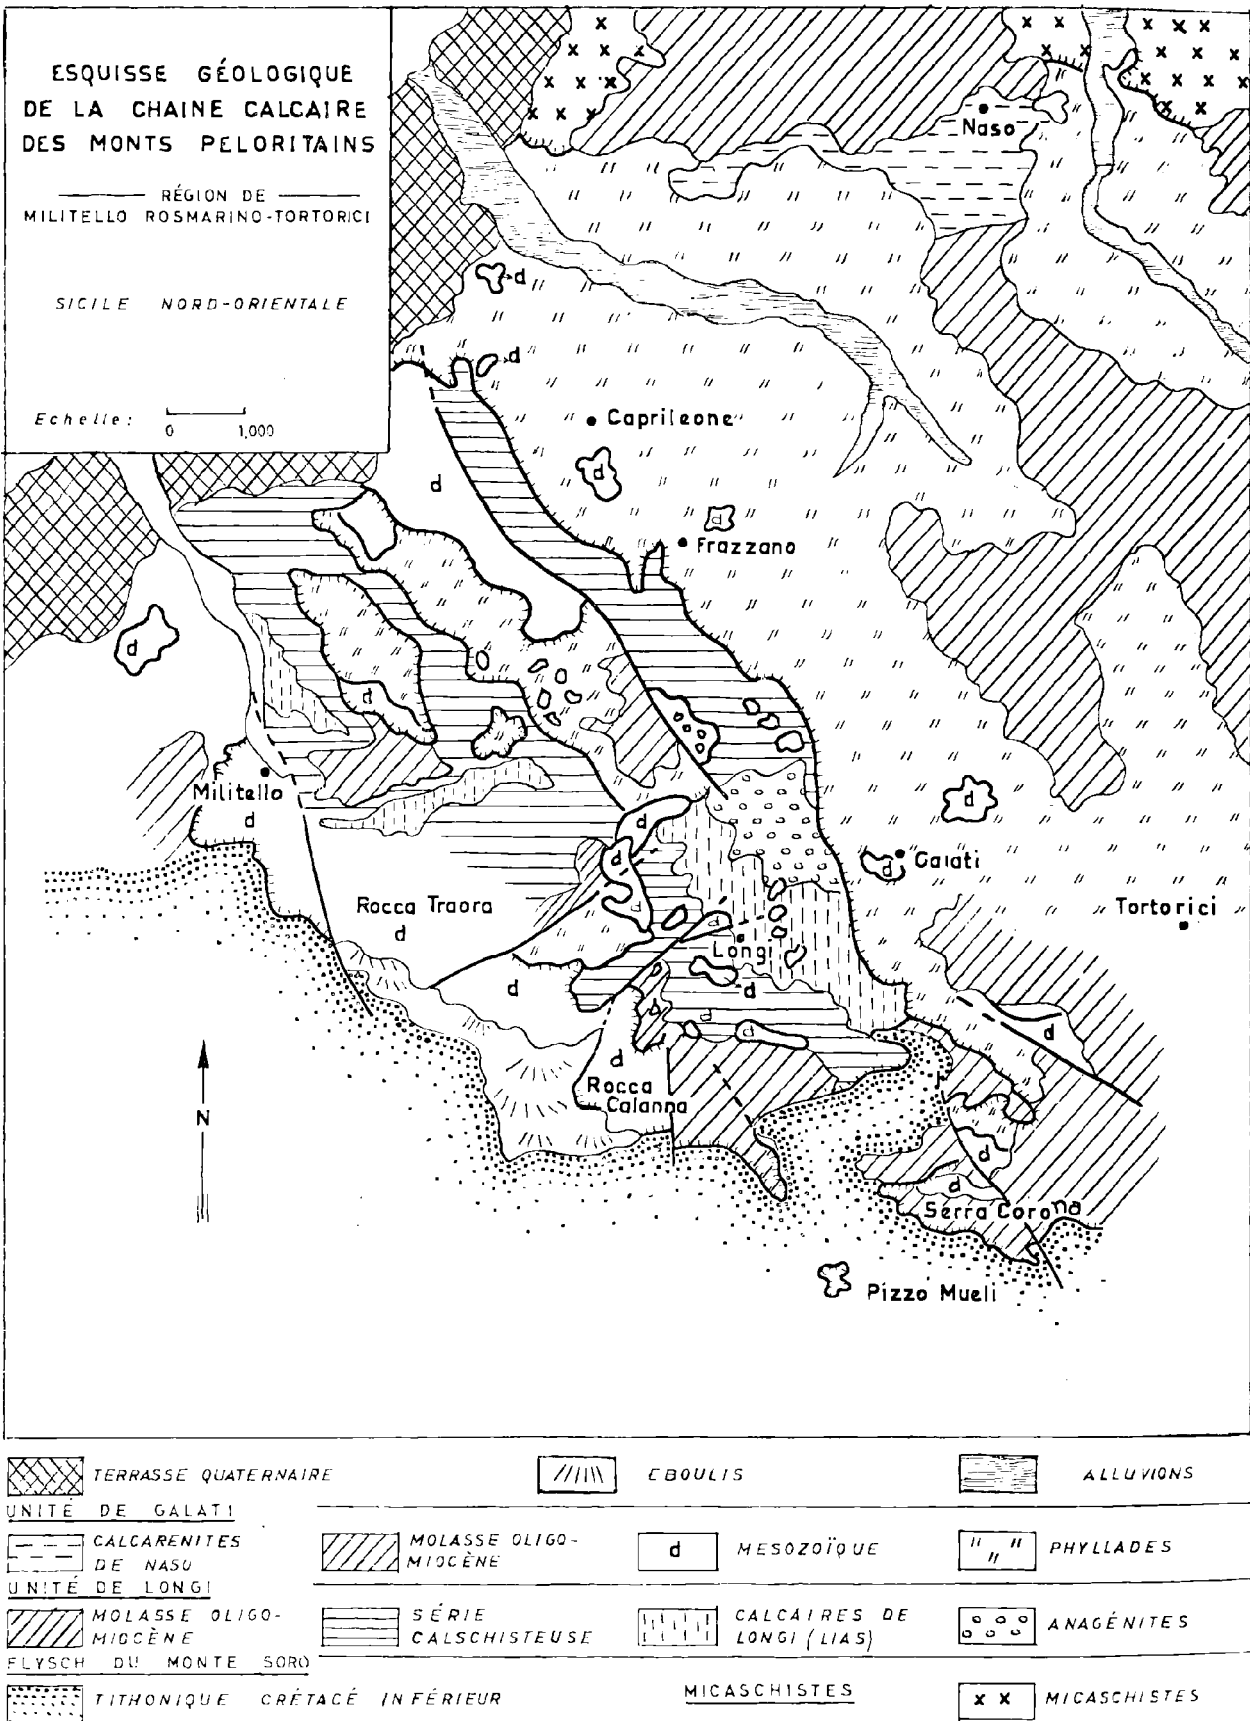 ESQUISSE GÉOLOGIQUE
DE LA CHAINE CALCAIRE
DES MONTS PELORITAINS
RÉGION DE
MILITELLO ROSMARINO-TORTORICI
SICILE NORD-ORIENTALE
Echelle:
0 1,000
Naso
d
d
Caprileone
d
d
d
Frazzano
d
d
d
Militello
d
d
d
d
Galati
Rocca Traora
d
Tortorici
d
Longi
d
d
d
d
d
d
d
Rocca
Calanna
N
d
d
Serra Corona
Pizzo Mueli
TERRASSE QUATERNAIRE
EBOULIS
ALLUVIONS
UNITÉ DE GALATI
CALCARENITES
DE NASO
MOLASSE OLIGO-
MIOCÈNE
d
MESOZOÏQUE
PHYLLADES
UNITÉ DE LONGI
MOLASSE OLIGO-
MIOCÈNE
SÉRIE
CALSCHISTEUSE
CALCAIRES DE
LONGI (LIAS)
ANAGÉNITES
FLYSCH DU MONTE SORO
TITHONIQUE CRÉTACÉ INFÉRIEUR
MICASCHISTES
x x
MICASCHISTES